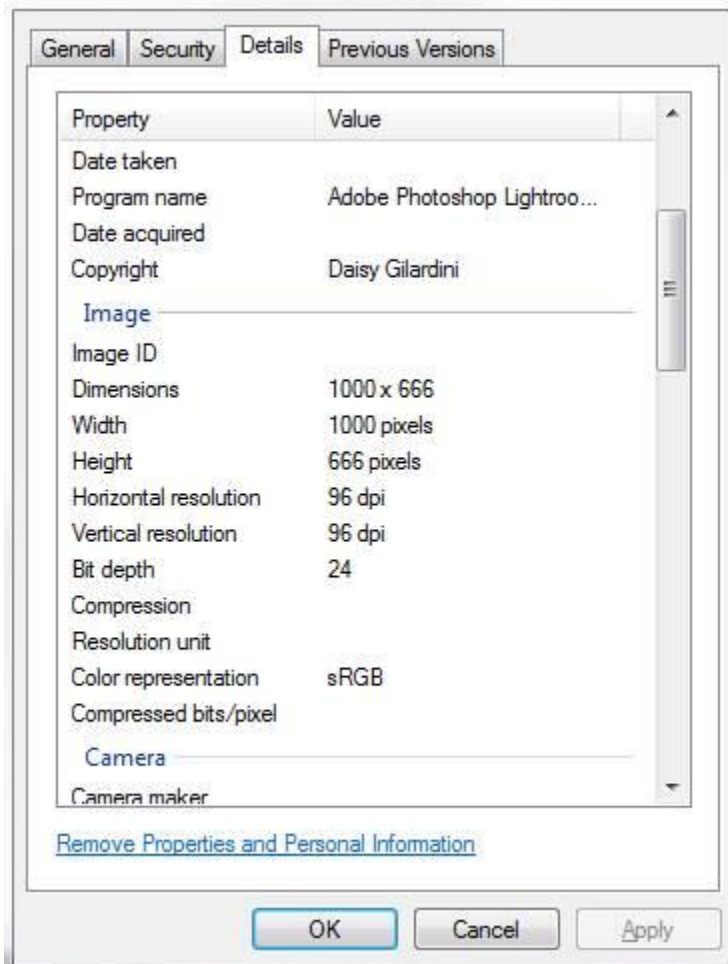 General Security Details Previous Versions
Property Value
Date taken
Program name Adobe Photoshop Lightroo...
Date acquired
Copyright Daisy Gilardini
Image
Image ID
Dimensions 1000 x 666
Width 1000 pixels
Height 666 pixels
Horizontal resolution 96 dpi
Vertical resolution 96 dpi
Bit depth 24
Compression
Resolution unit
Color representation sRGB
Compressed bits/pixel
Camera
Camera maker
Remove Properties and Personal Information
OK Cancel Apply